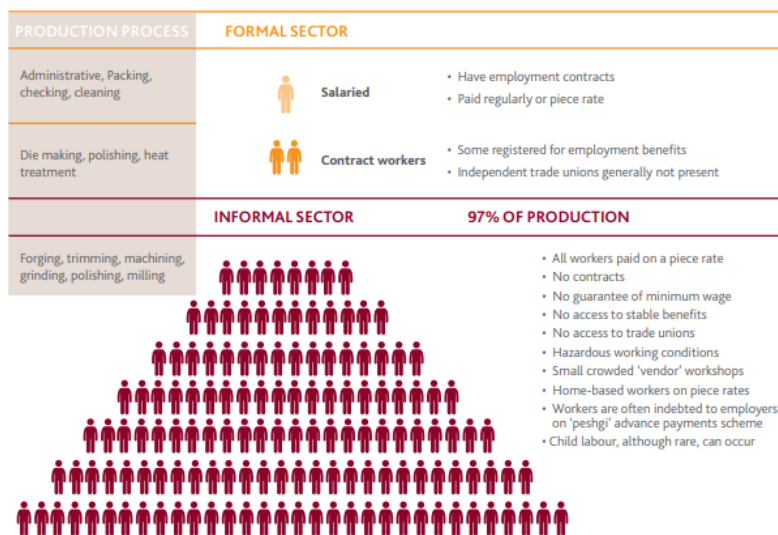 PRODUCTION PROCESS
FORMAL SECTOR
Administrative, Packing,
checking, cleaning
Salaried
• Have employment contracts
• Paid regularly or piece rate
Die making, polishing, heat
treatment
Contract workers
• Some registered for employment benefits
• Independent trade unions generally not present
INFORMAL SECTOR
97% OF PRODUCTION
Forging, trimming, machining,
grinding, polishing, milling
• All workers paid on a piece rate
• No contracts
• No guarantee of minimum wage
• No access to stable benefits
• No access to trade unions
• Hazardous working conditions
• Small crowded ‘vendor’ workshops
• Home-based workers on piece rates
• Workers are often indebted to employers
on ‘peshgi’ advance payments scheme
• Child labour, although rare, can occur